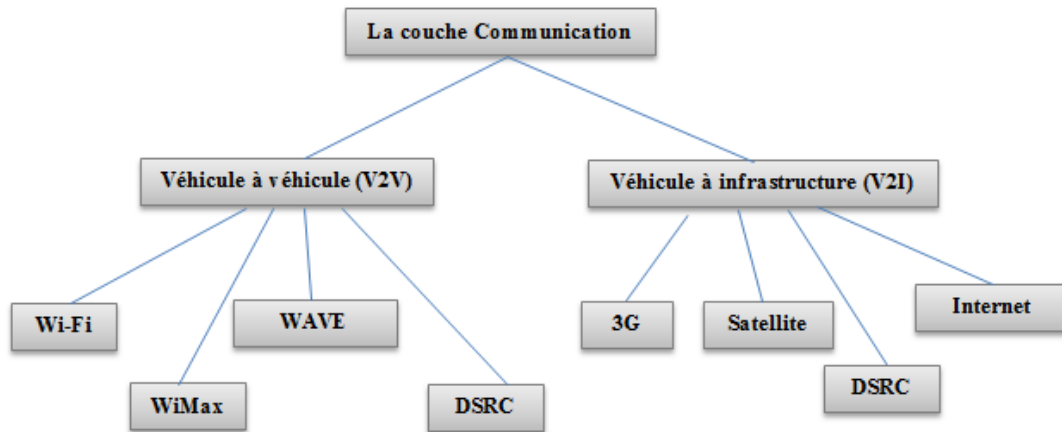 La couche Communication
Véhicule à véhicule (V2V)
Véhicule à infrastructure (V2I)
Wi-Fi
WAVE
3G
Satellite
Internet
WiMax
DSRC
DSRC